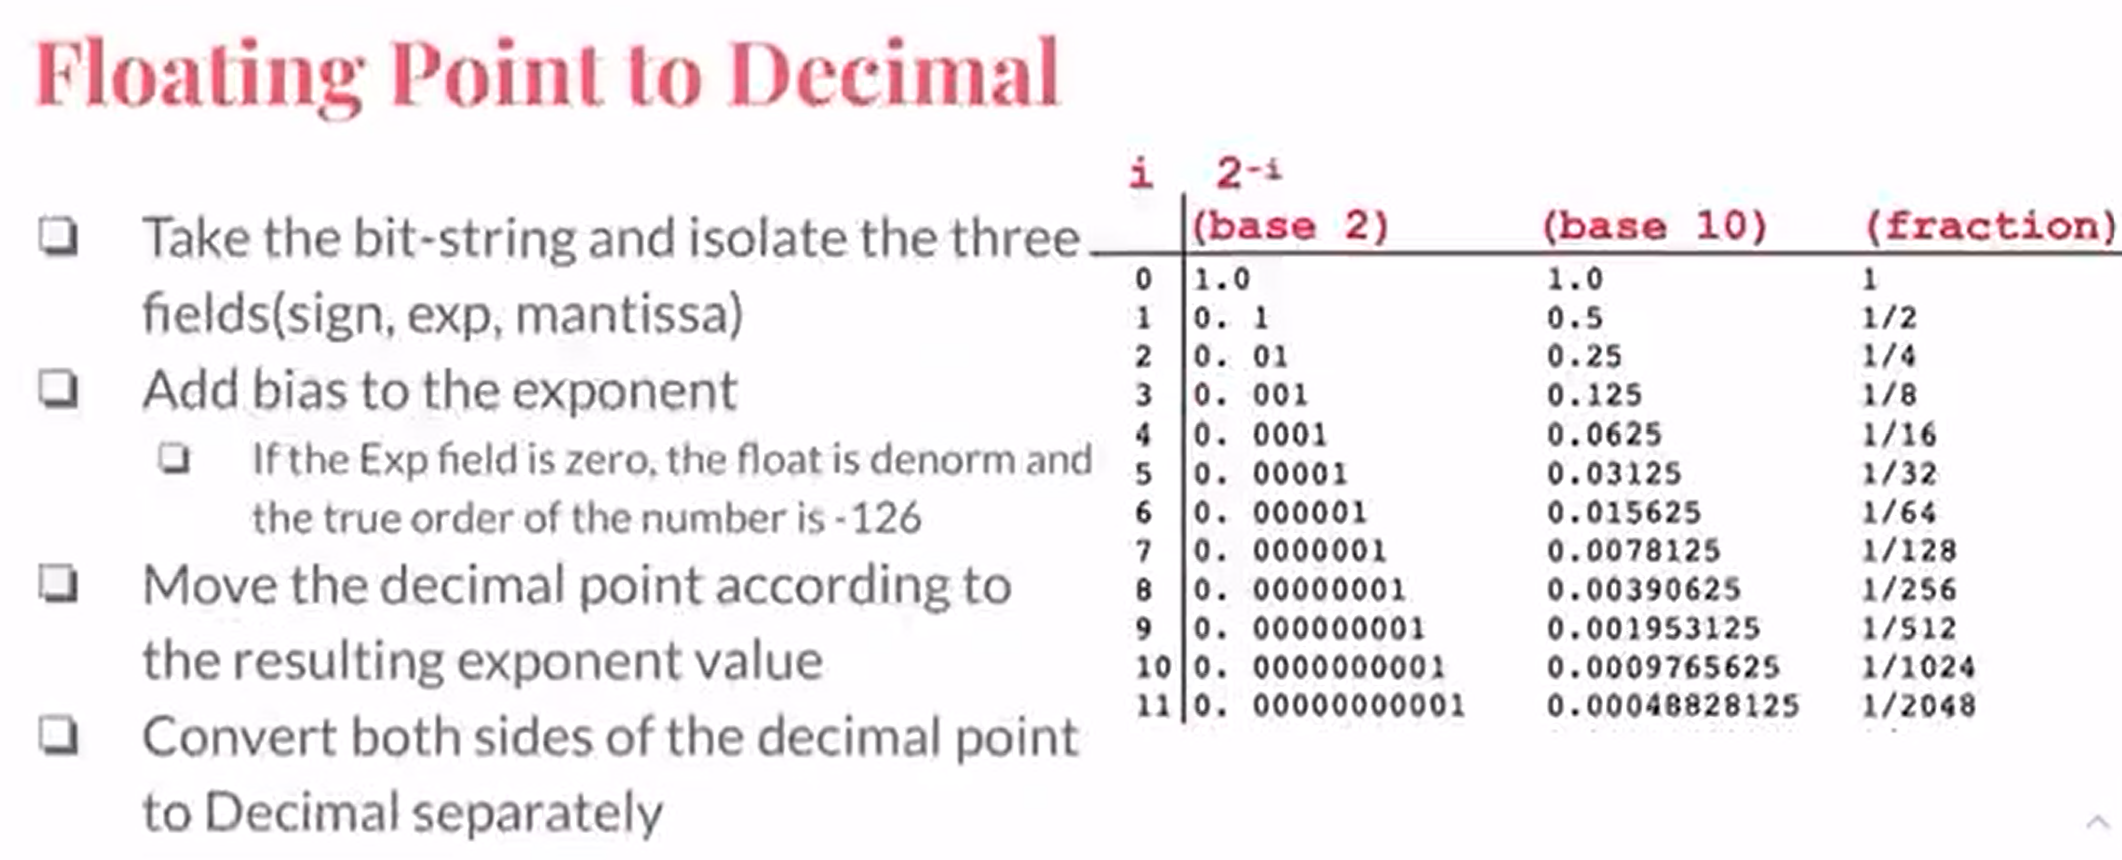 Floating Point to Decimal
❏ Take the bit-string and isolate the three
fields(sign, exp, mantissa)
❏ Add bias to the exponent
❏ If the Exp field is zero, the float is denorm and
the true order of the number is -126
❏ Move the decimal point according to
the resulting exponent value
❏ Convert both sides of the decimal point
to Decimal separately
i 2-i
(base 2) (base 10) (fraction)
0 1.0 1.0 1
1 0. 1 0.5 1/2
2 0. 01 0.25 1/4
3 0. 001 0.125 1/8
4 0. 0001 0.0625 1/16
5 0. 00001 0.03125 1/32
6 0. 000001 0.015625 1/64
7 0. 0000001 0.0078125 1/128
8 0. 00000001 0.00390625 1/256
9 0. 000000001 0.001953125 1/512
10 0. 0000000001 0.0009765625 1/1024
11 0. 00000000001 0.00048828125 1/2048